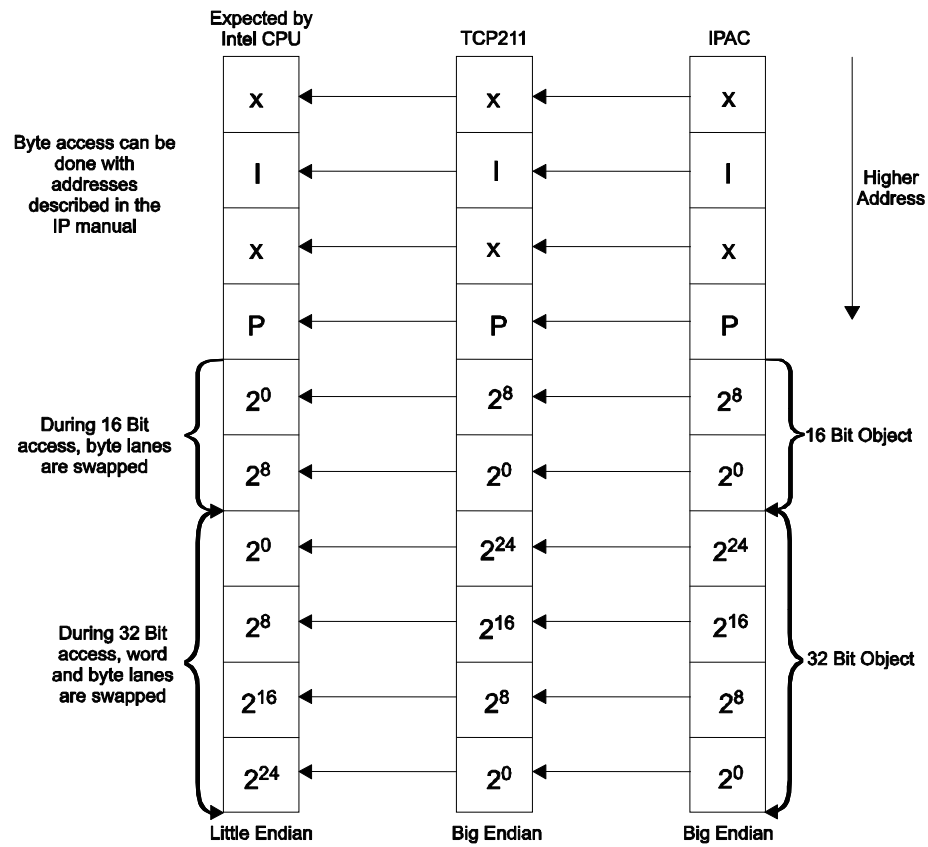 Expected by
Intel CPU
TCP211
IPAC
x
x
x
Byte access can be
done with
addresses
described in the
IP manual
I
I
I
Higher
Address
x
x
x
P
P
P
2⁰
2⁸
2⁸
During 16 Bit
access, byte lanes
are swapped
16 Bit Object
2⁸
2⁰
2⁰
2⁰
2²⁴
2²⁴
2⁸
2¹⁶
2¹⁶
During 32 Bit
access, word
and byte lanes
are swapped
32 Bit Object
2¹⁶
2⁸
2⁸
2²⁴
2⁰
2⁰
Little Endian
Big Endian
Big Endian